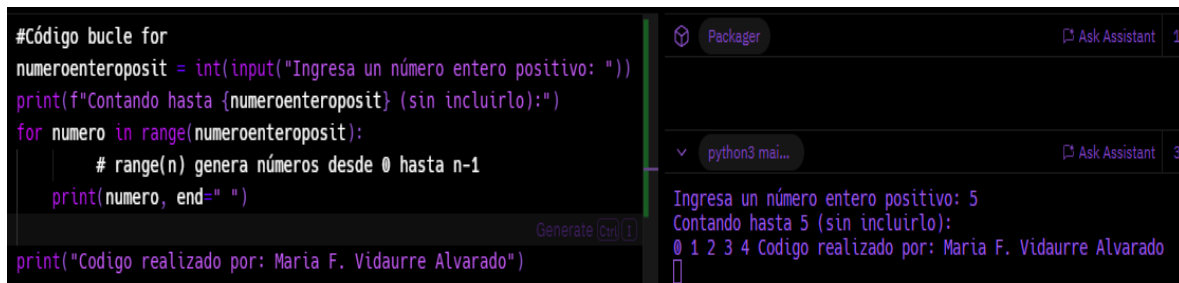 #Código bucle for
numeroenteroposit = int(input("Ingresa un número entero positivo: "))
print(f"Contando hasta {numeroenteroposit} (sin incluirlo):")
for numero in range(numeroenteroposit):
# range(n) genera números desde 0 hasta n-1
print(numero, end=" ")
Generate Ctrl I
print("Codigo realizado por: Maria F. Vidaurre Alvarado")
Packager
Ask Assistant 1
python3 mai...
Ask Assistant 3
Ingresa un número entero positivo: 5
Contando hasta 5 (sin incluirlo):
0 1 2 3 4 Codigo realizado por: Maria F. Vidaurre Alvarado